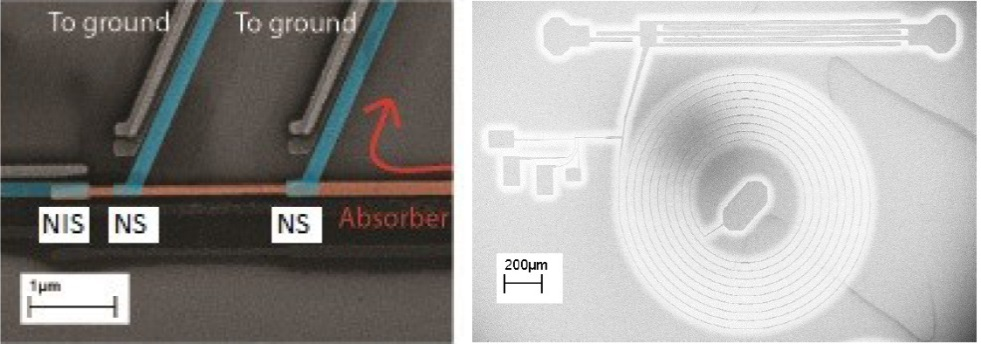 To ground To ground
NIS NS NS Absorber
1μm
200μm